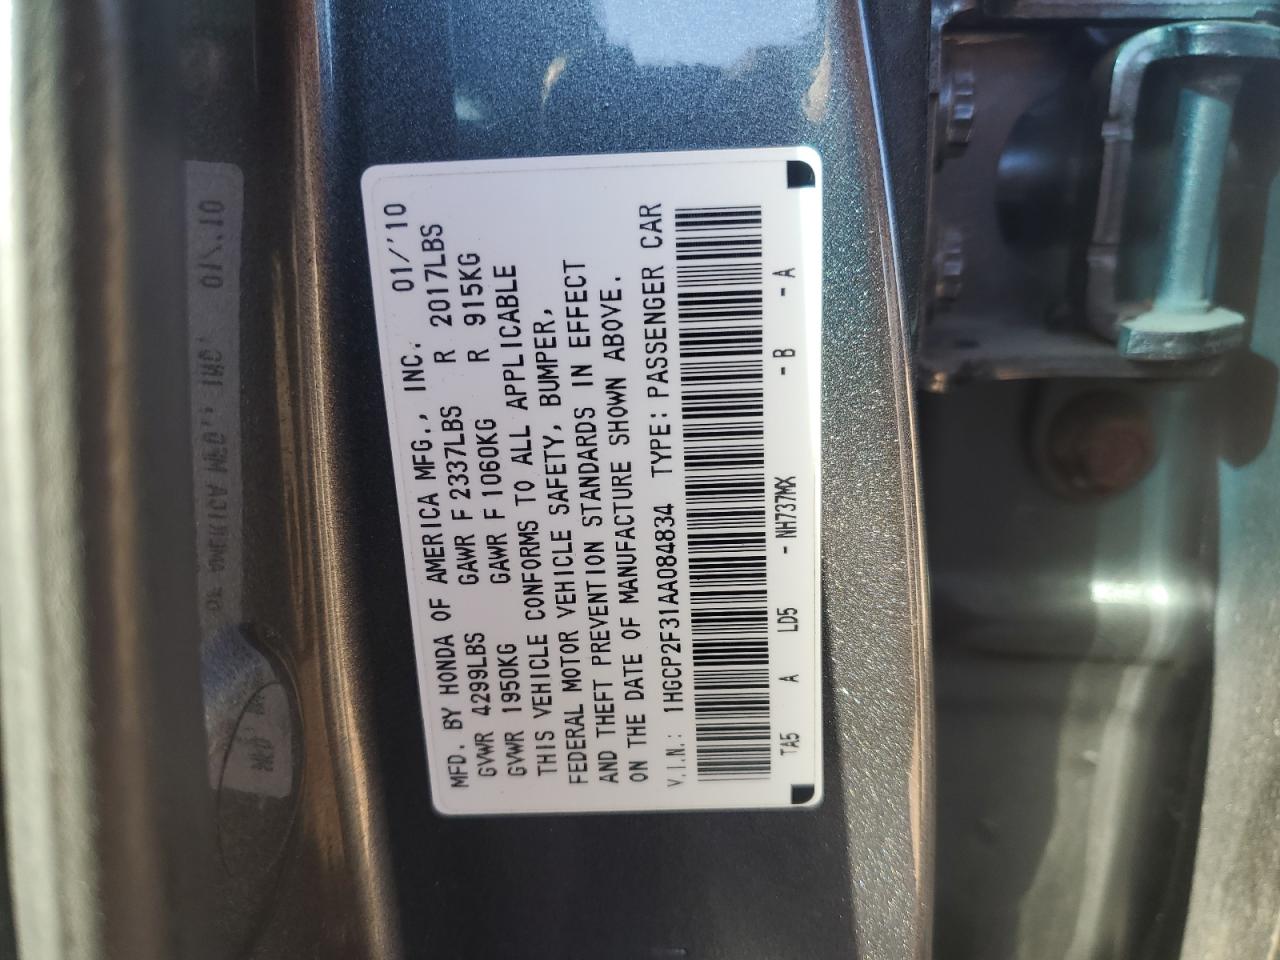 MFD. BY HONDA OF AMERICA MFG., INC. 01/'10
GVWR 4299LBS GAWR F 2337LBS R 2017LBS
GVWR 1950KG GAWR F 1060KG R 915KG
THIS VEHICLE CONFORMS TO ALL APPLICABLE
FEDERAL MOTOR VEHICLE SAFETY, BUMPER,
AND THEFT PREVENTION STANDARDS IN EFFECT
ON THE DATE OF MANUFACTURE SHOWN ABOVE.
V.I.N.: 1HGCP2F31AA084834 TYPE: PASSENGER CAR
TA5 A LD5 - NH737MX - B - A